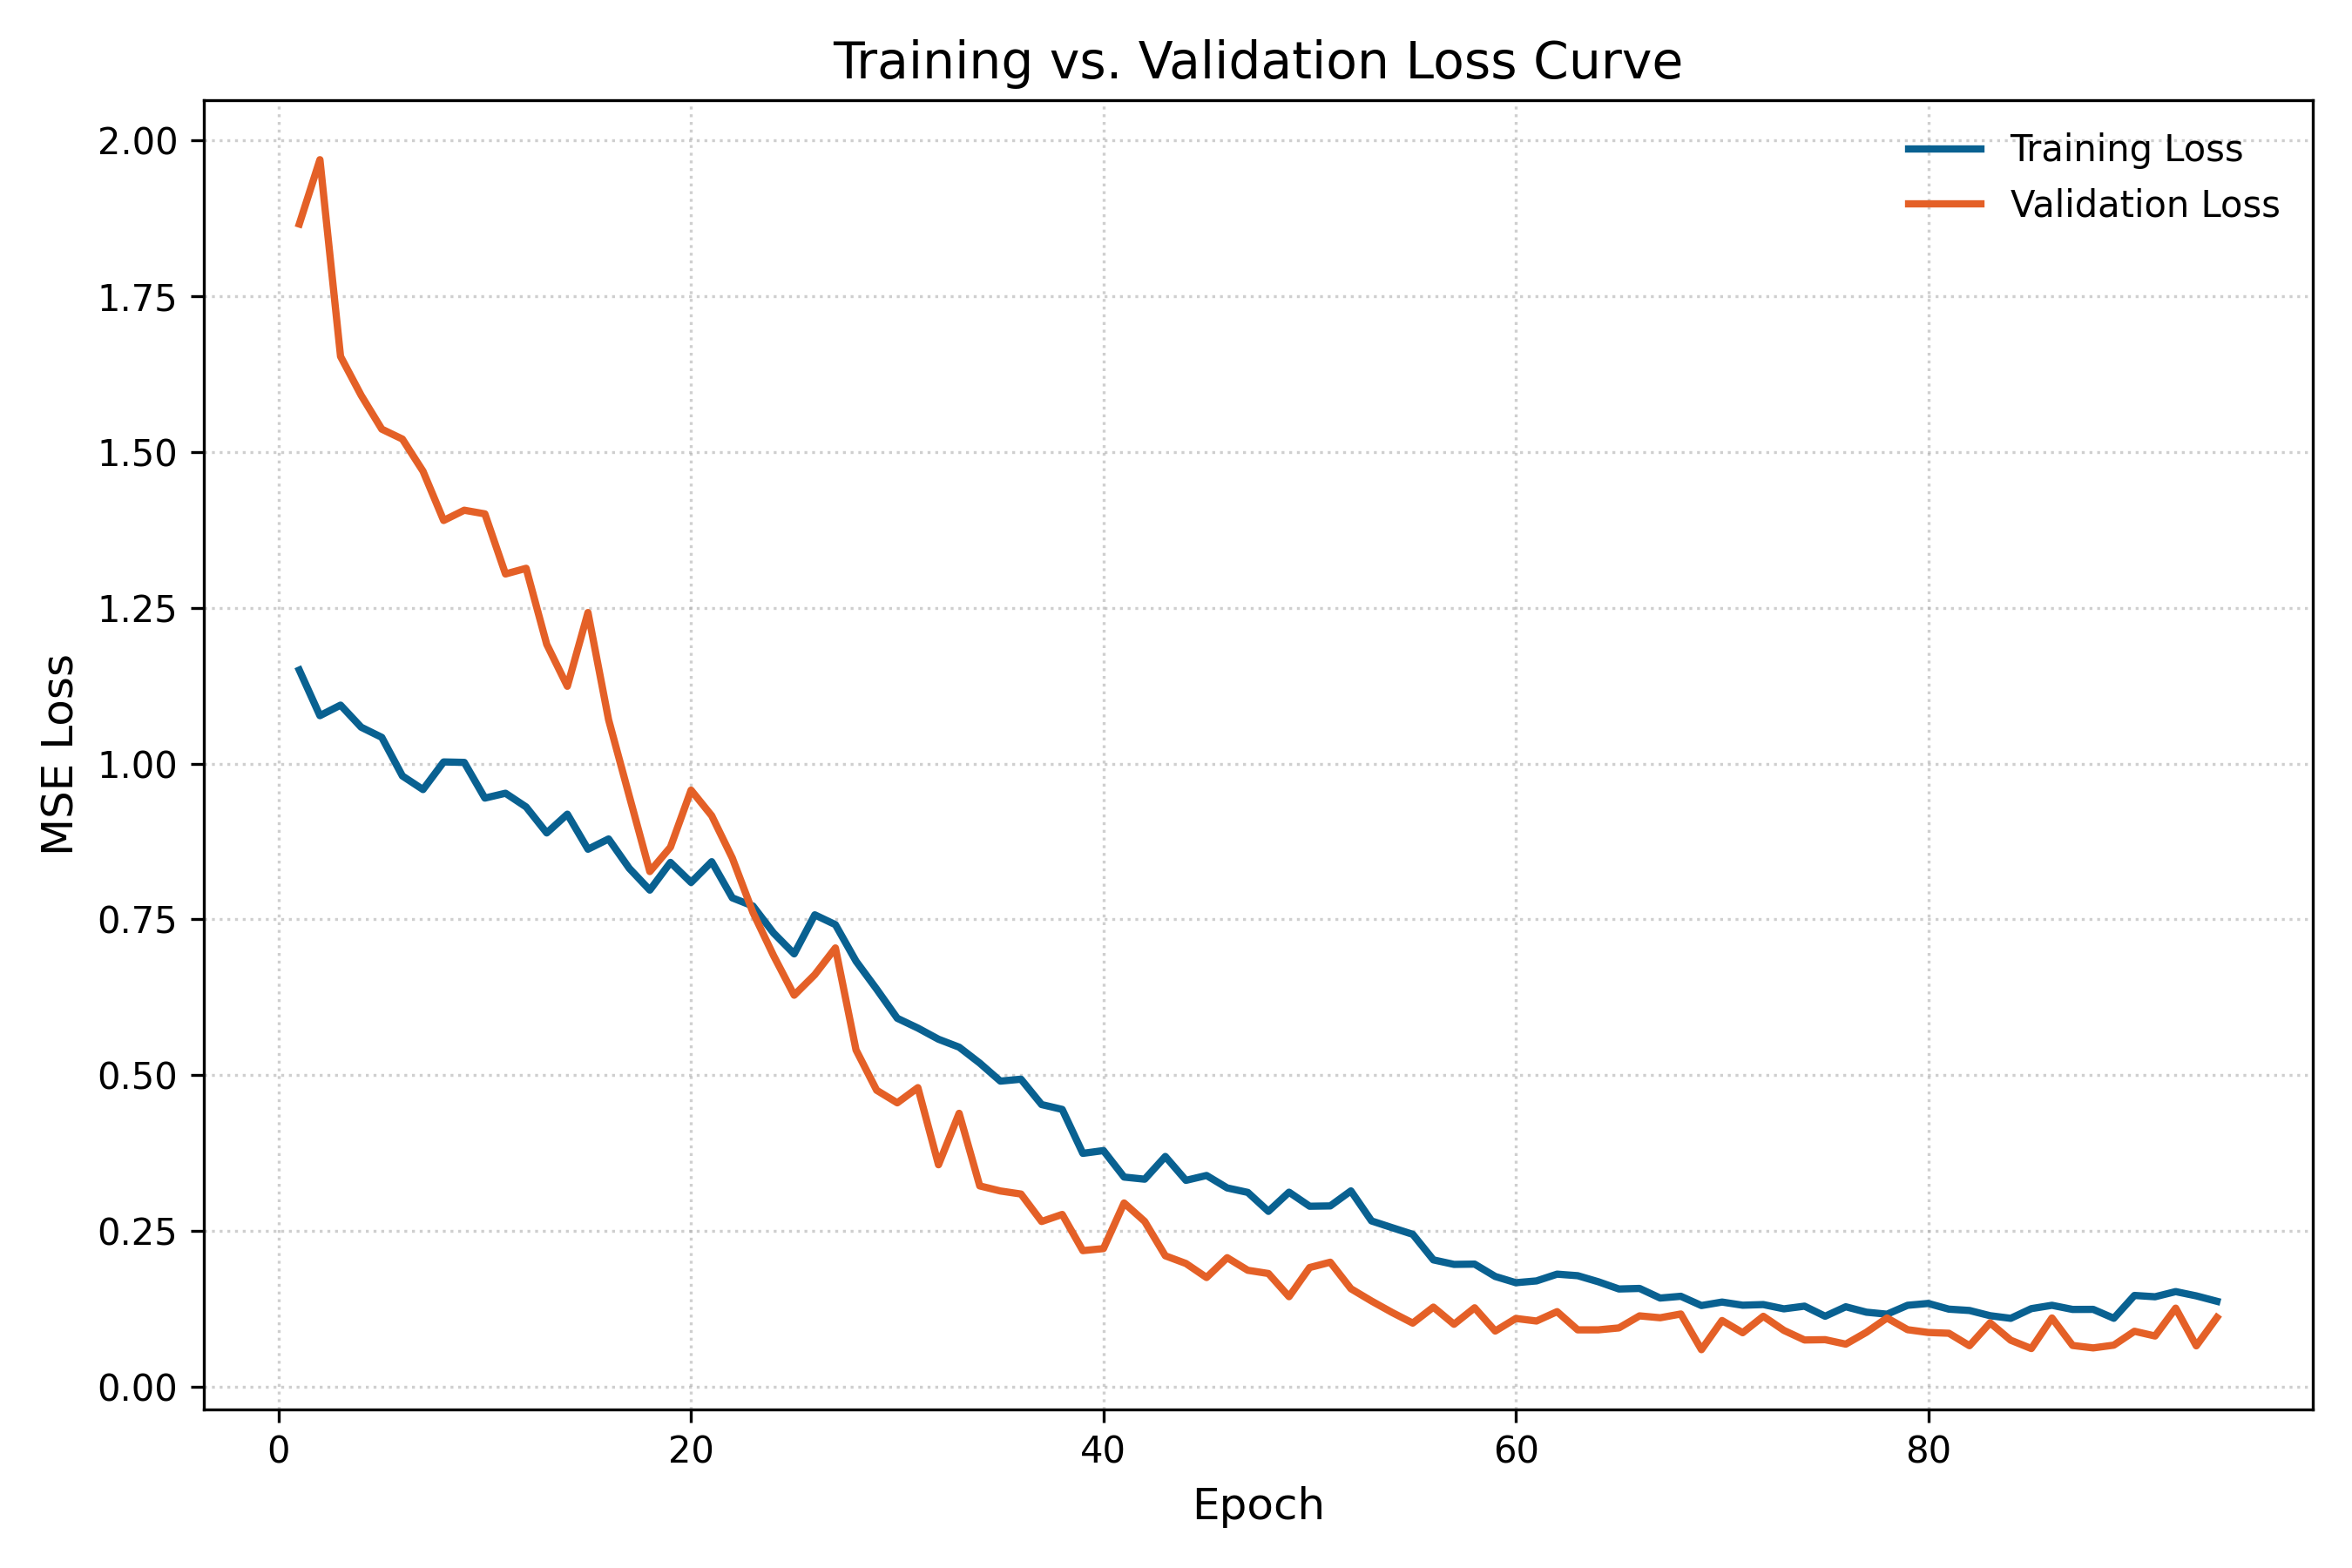 Training vs. Validation Loss Curve
Training Loss
Validation Loss
MSE Loss
2.00
1.75
1.50
1.25
1.00
0.75
0.50
0.25
0.00
0 20 40 60 80
Epoch